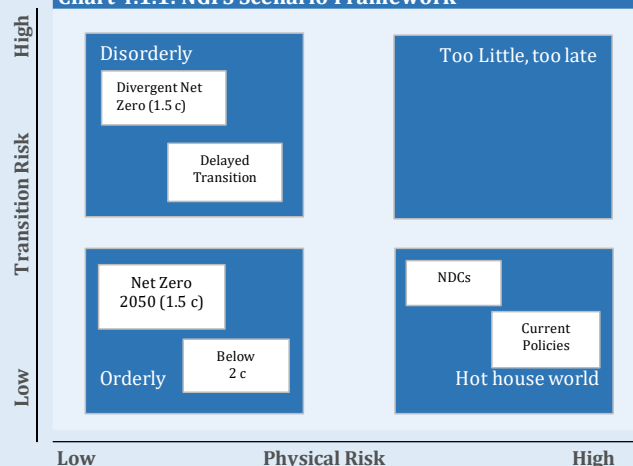 Chart 4.1.1: NGFS Scenario Framework
High
Transition Risk
Low
Disorderly
Divergent Net
Zero (1.5 c)
Delayed
Transition
Too Little, too late
Net Zero
2050 (1.5 c)
Below
2 c
Orderly
NDCs
Current
Policies
Hot house world
Low
Physical Risk
High